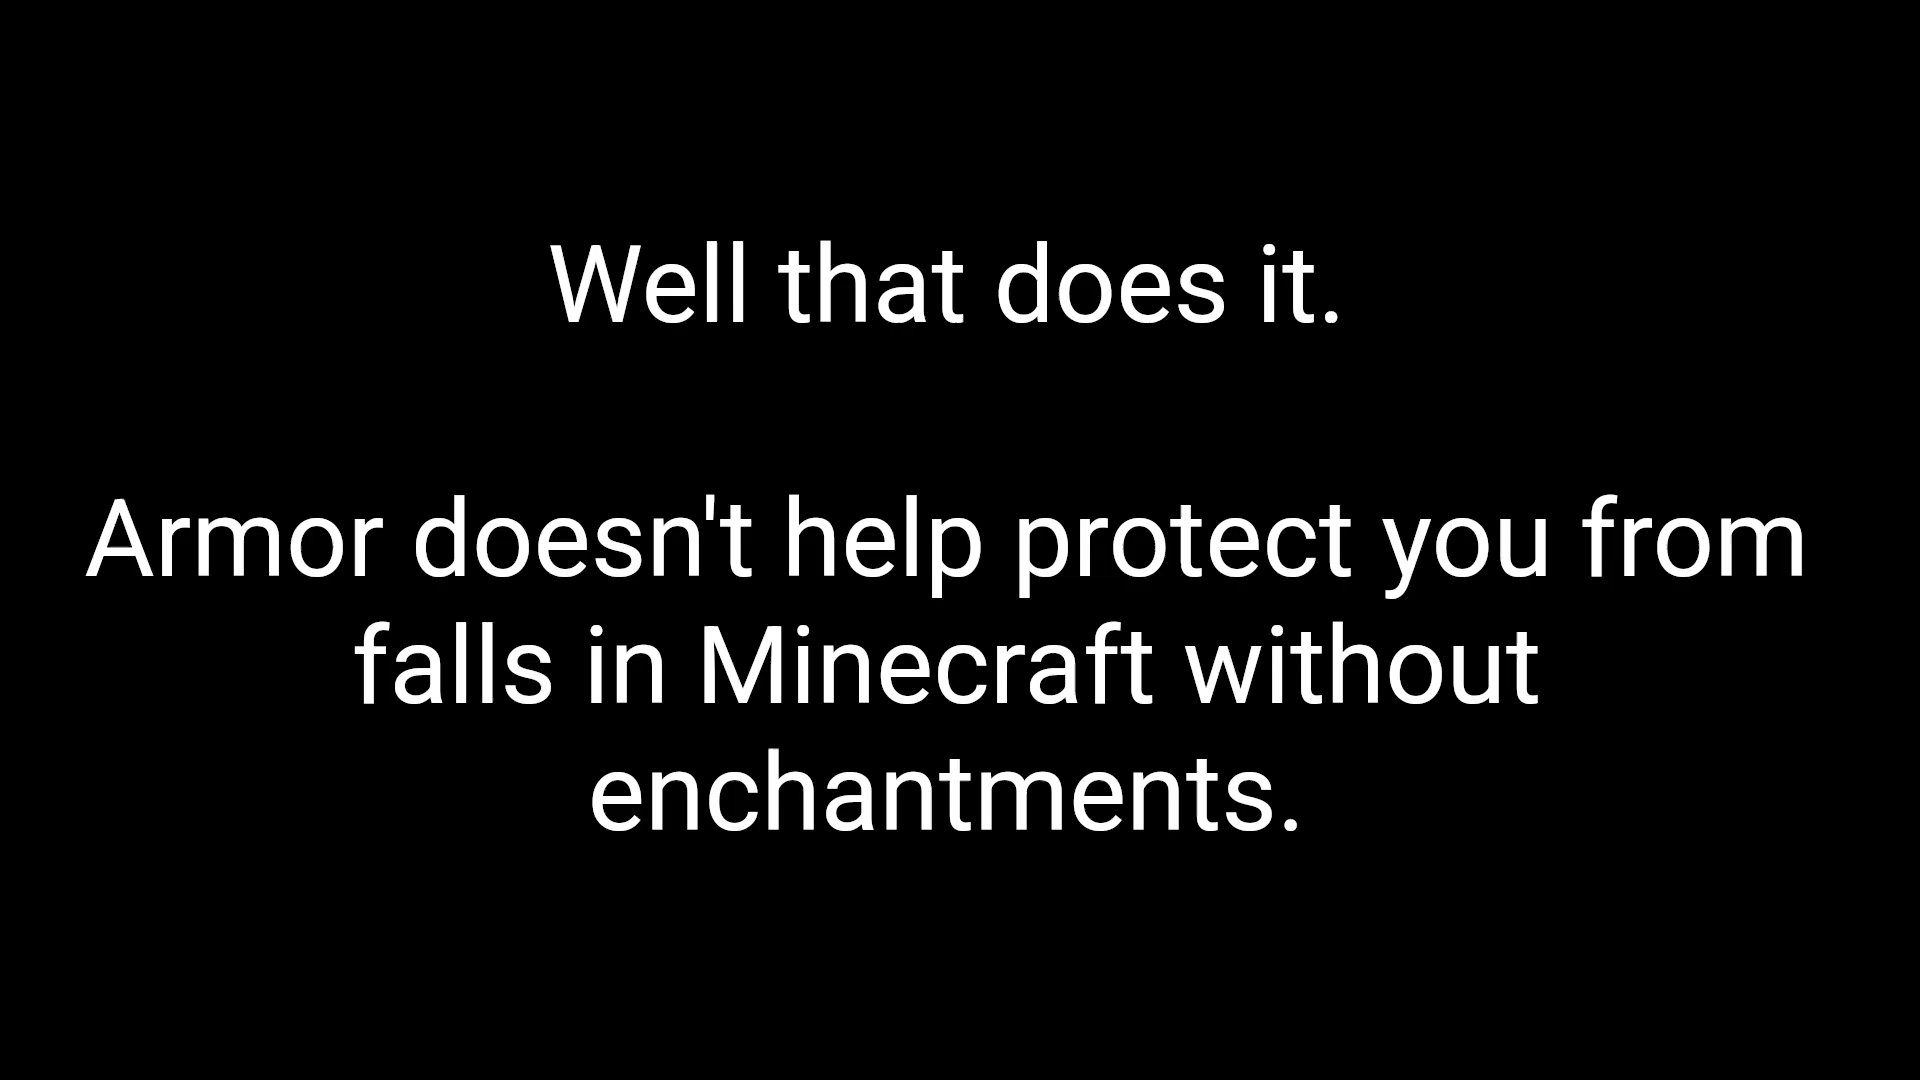 Well that does it.
Armor doesn't help protect you from
falls in Minecraft without
enchantments.